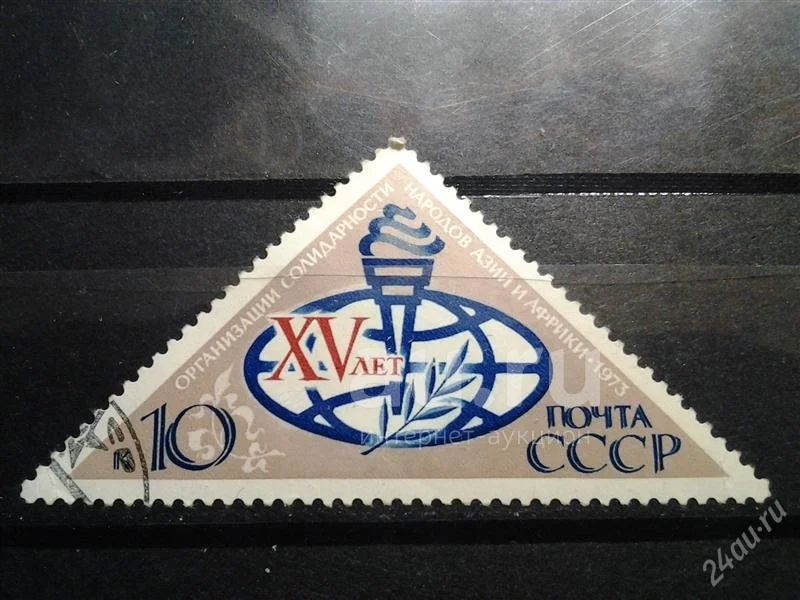 ОРГАНИЗАЦИИ СОЛИДАРНОСТИ
НАРОДОВ АЗИИ И АФРИКИ·1973
XV ЛЕТ
к 10
ПОЧТА
СССР
интернет-аукцион
24au.ru